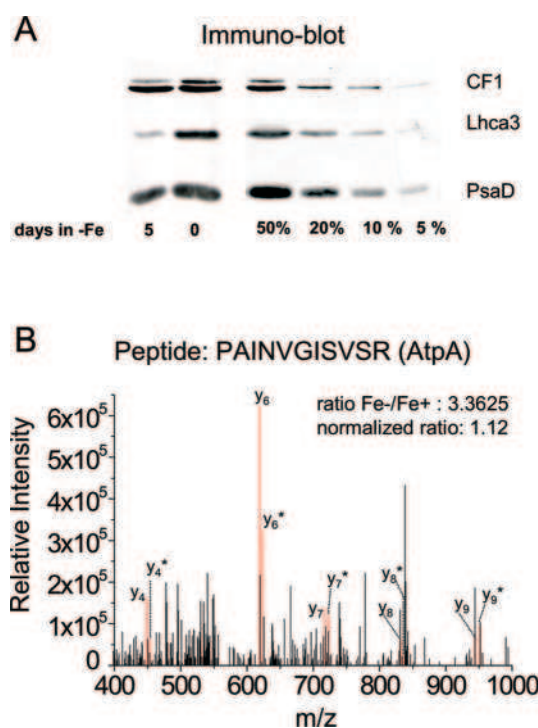 A
Immuno-blot
CF1
Lhca3
PsaD
days in -Fe 5 0 50% 20% 10 % 5 %
B
Peptide: PAINVGISVSR (AtpA)
ratio Fe-/Fe+ : 3.3625
normalized ratio: 1.12
Relative Intensity
6x10⁵
5x10⁵
4x10⁵
3x10⁵
2x10⁵
1x10⁵
0
y₆
y₆*
y₄
y₄*
y₇
y₇*
y₈
y₈*
y₉
y₉*
400 500 600 700 800 900 1000
m/z